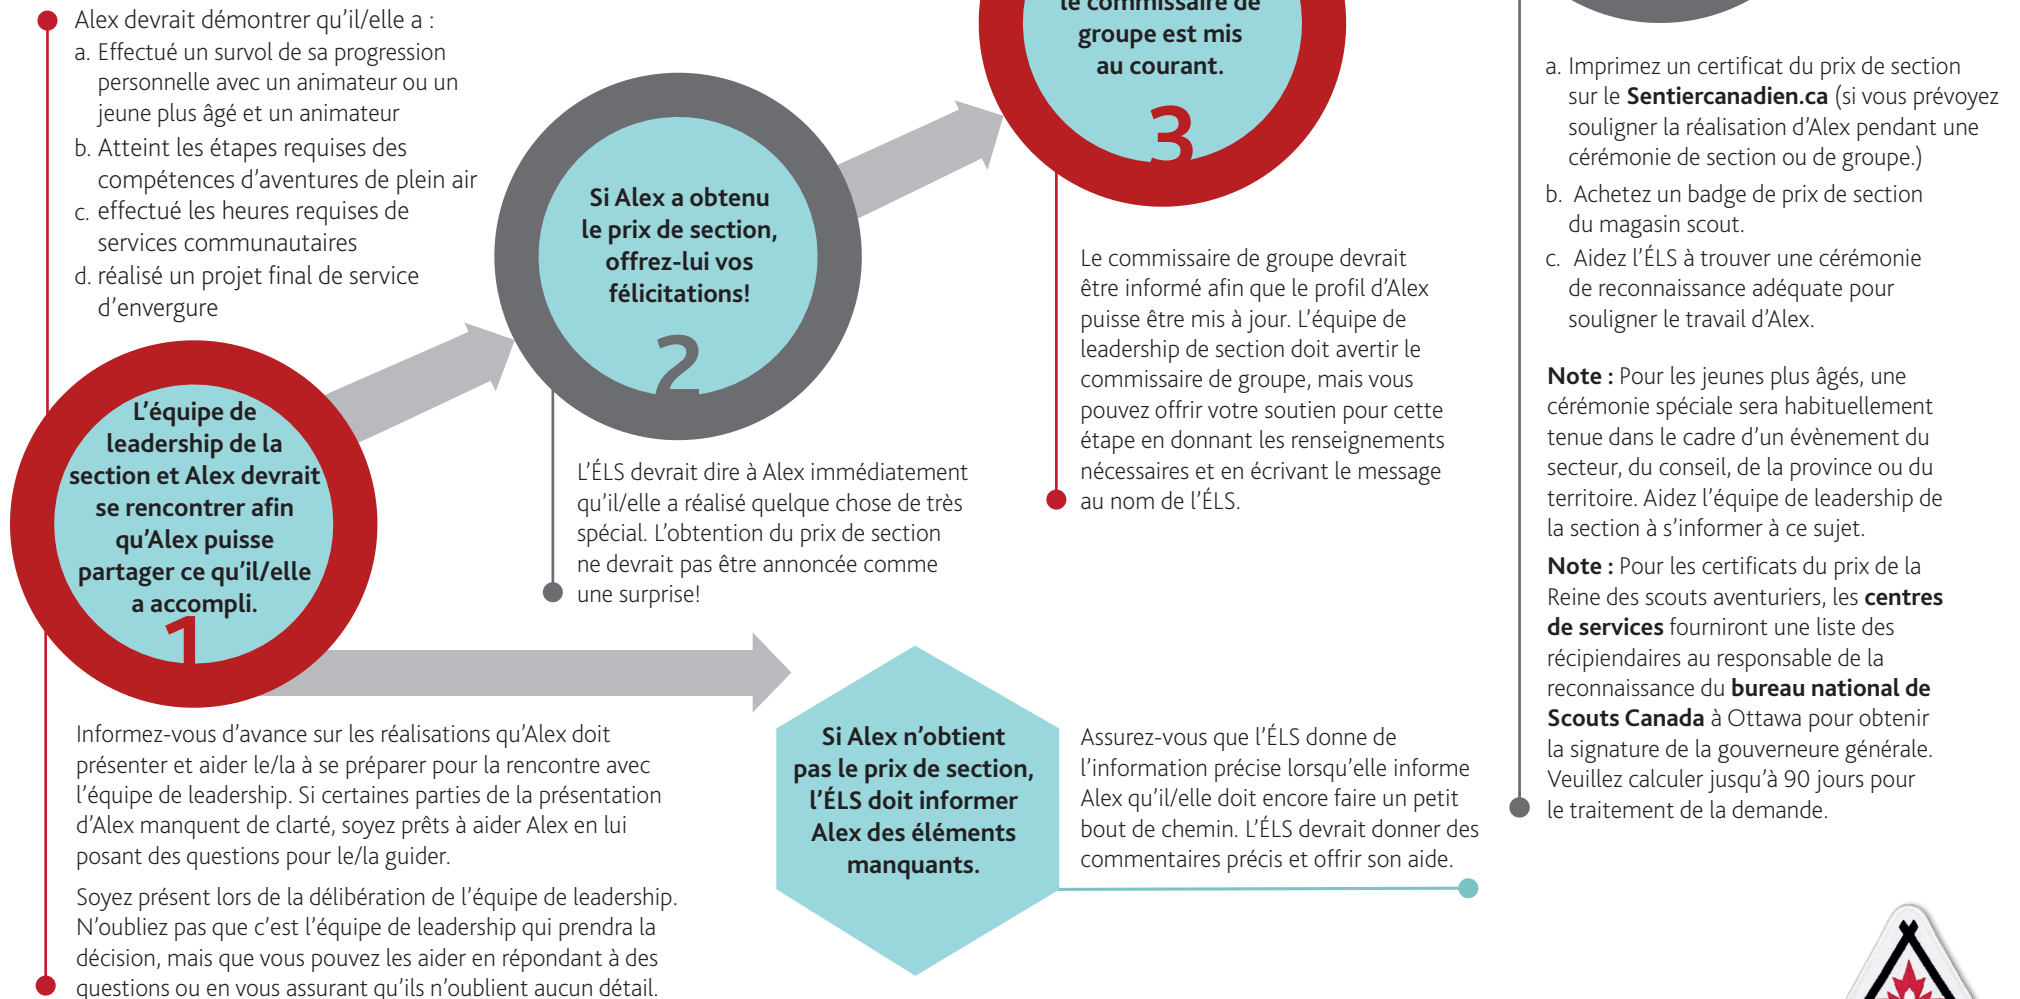 Alex devrait démontrer qu'il/elle a :
a. Effectué un survol de sa progression
personnelle avec un animateur ou un
jeune plus âgé et un animateur
b. Atteint les étapes requises des
compétences d'aventures de plein air
c. effectué les heures requises de
services communautaires
d. réalisé un projet final de service
d'envergure
L'équipe de
leadership de la
section et Alex devrait
se rencontrer afin
qu'Alex puisse
partager ce qu'il/elle
a accompli.
1
Informez-vous d'avance sur les réalisations qu'Alex doit
présenter et aider le/la à se préparer pour la rencontre avec
l'équipe de leadership. Si certaines parties de la présentation
d'Alex manquent de clarté, soyez prêts à aider Alex en lui
posant des questions pour le/la guider.
Soyez présent lors de la délibération de l'équipe de leadership.
N'oubliez pas que c'est l'équipe de leadership qui prendra la
décision, mais que vous pouvez les aider en répondant à des
questions ou en vous assurant qu'ils n'oublient aucun détail.
Si Alex a obtenu
le prix de section,
offrez-lui vos
félicitations!
2
L'ÉLS devrait dire à Alex immédiatement
qu'il/elle a réalisé quelque chose de très
spécial. L'obtention du prix de section
ne devrait pas être annoncée comme
une surprise!
Si Alex n'obtient
pas le prix de section,
l'ÉLS doit informer
Alex des éléments
manquants.
Assurez-vous que l'ÉLS donne de
l'information précise lorsqu'elle informe
Alex qu'il/elle doit encore faire un petit
bout de chemin. L'ÉLS devrait donner des
commentaires précis et offrir son aide.
le commissaire de
groupe est mis
au courant.
3
Le commissaire de groupe devrait
être informé afin que le profil d'Alex
puisse être mis à jour. L'équipe de
leadership de section doit avertir le
commissaire de groupe, mais vous
pouvez offrir votre soutien pour cette
étape en donnant les renseignements
nécessaires et en écrivant le message
au nom de l'ÉLS.
a. Imprimez un certificat du prix de section
sur le Sentiercanadien.ca (si vous prévoyez
souligner la réalisation d'Alex pendant une
cérémonie de section ou de groupe.)
b. Achetez un badge de prix de section
du magasin scout.
c. Aidez l'ÉLS à trouver une cérémonie
de reconnaissance adéquate pour
souligner le travail d'Alex.
Note : Pour les jeunes plus âgés, une
cérémonie spéciale sera habituellement
tenue dans le cadre d'un évènement du
secteur, du conseil, de la province ou du
territoire. Aidez l'équipe de leadership de
la section à s'informer à ce sujet.
Note : Pour les certificats du prix de la
Reine des scouts aventuriers, les centres
de services fourniront une liste des
récipiendaires au responsable de la
reconnaissance du bureau national de
Scouts Canada à Ottawa pour obtenir
la signature de la gouverneure générale.
Veuillez calculer jusqu'à 90 jours pour
le traitement de la demande.